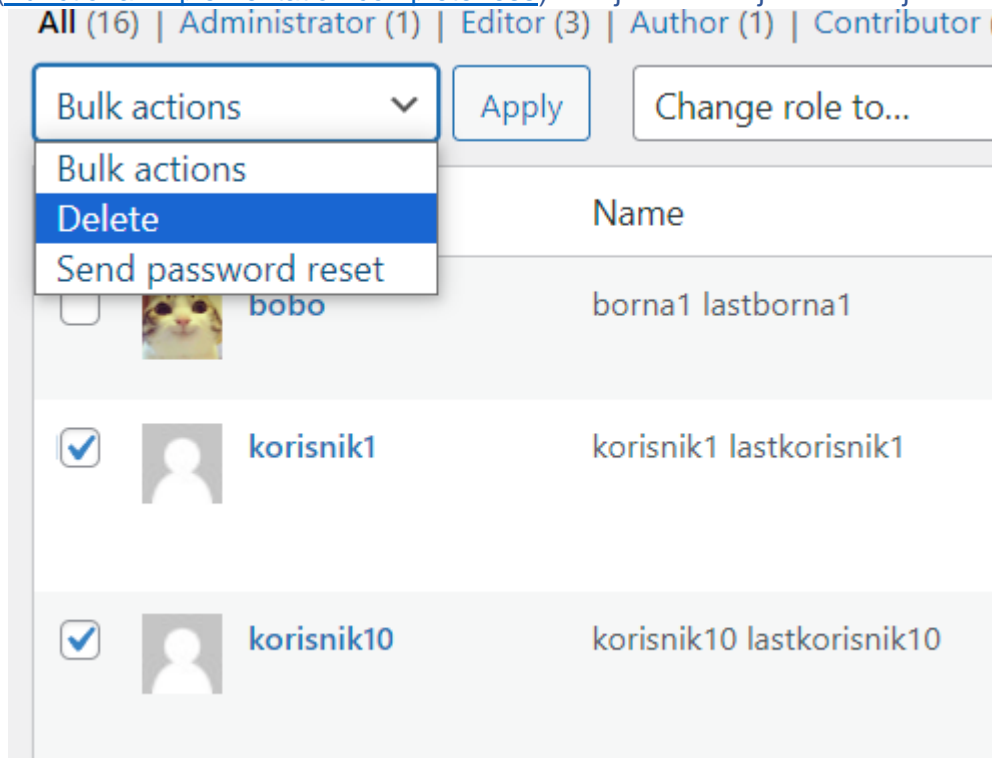 All (16) | Administrator (1) | Editor (3) | Author (1) | Contributor
Bulk actions Apply Change role to...
Bulk actions
Delete Name
Send password reset
bobo borna1 lastborna1
korisnik1 korisnik1 lastkorisnik1
korisnik10 korisnik10 lastkorisnik10